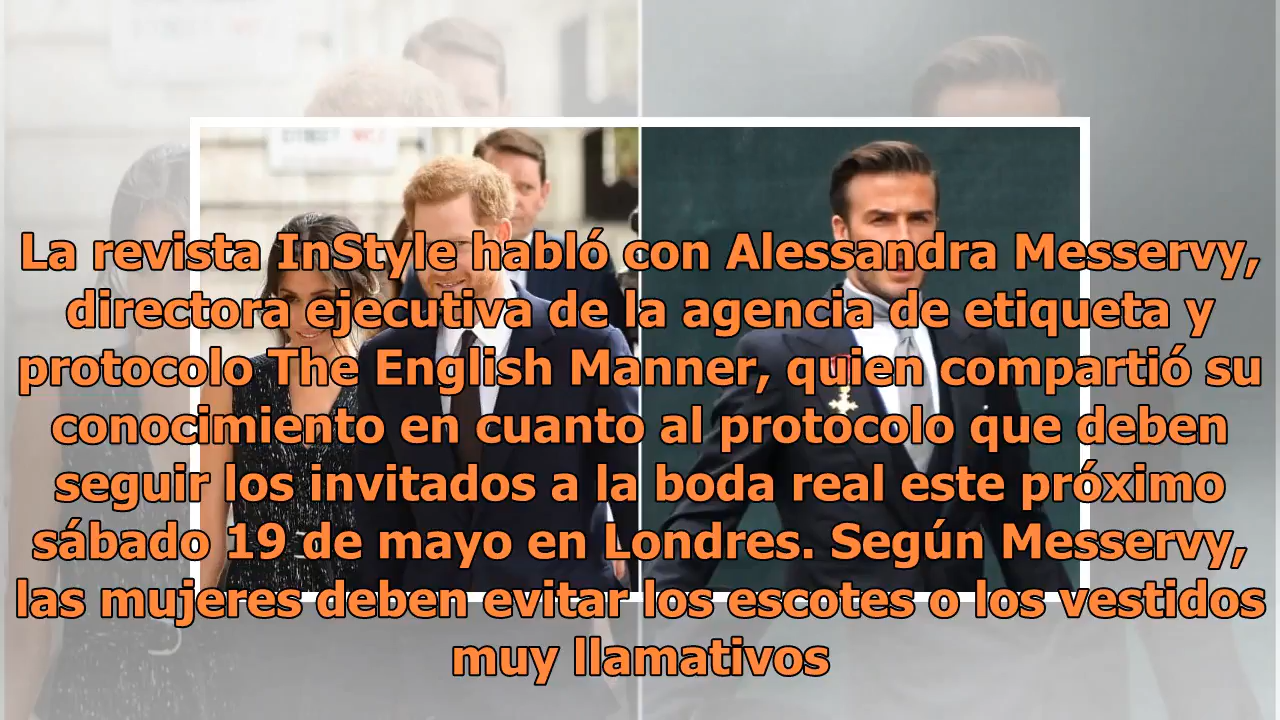 La revista InStyle habló con Alessandra Messervy,
directora ejecutiva de la agencia de etiqueta y
protocolo The English Manner, quien compartió su
conocimiento en cuanto al protocolo que deben
seguir los invitados a la boda real este próximo
sábado 19 de mayo en Londres. Según Messervy,
las mujeres deben evitar los escotes o los vestidos
muy llamativos